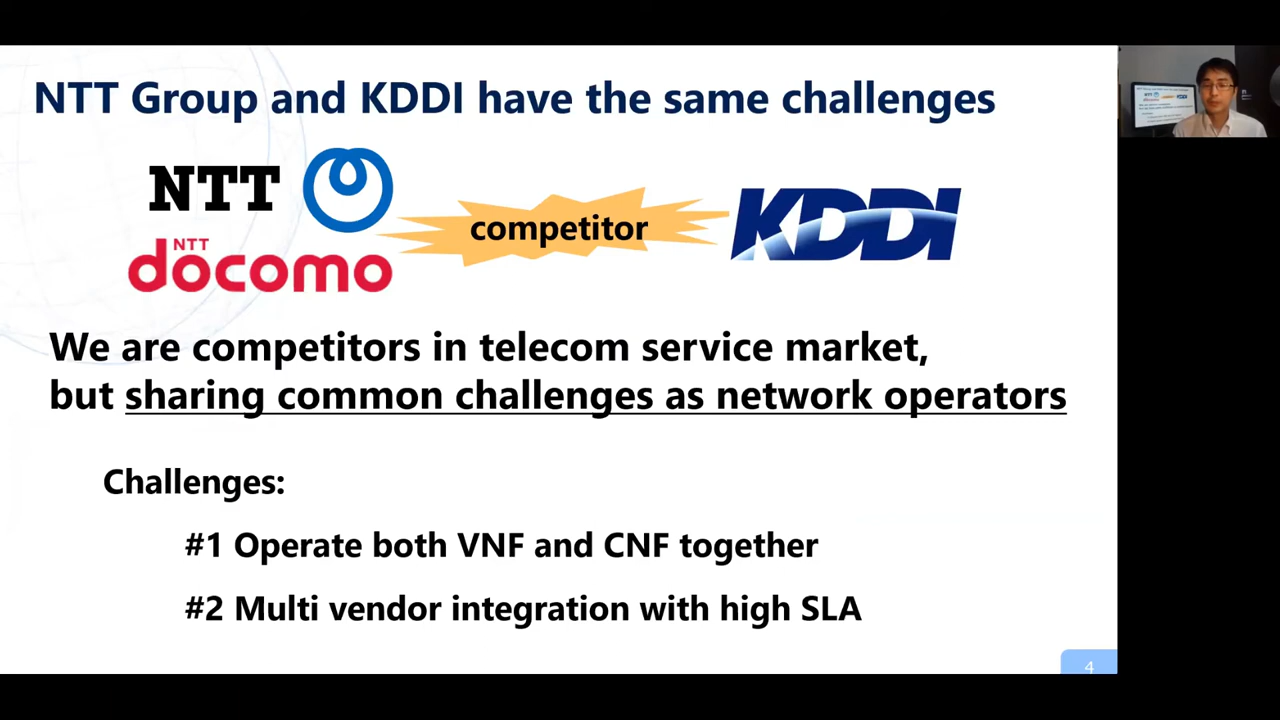 NTT Group and KDDI have the same challenges
NTT
NTT
docomo
competitor
KDDI
We are competitors in telecom service market,
but sharing common challenges as network operators
Challenges:
#1 Operate both VNF and CNF together
#2 Multi vendor integration with high SLA
4